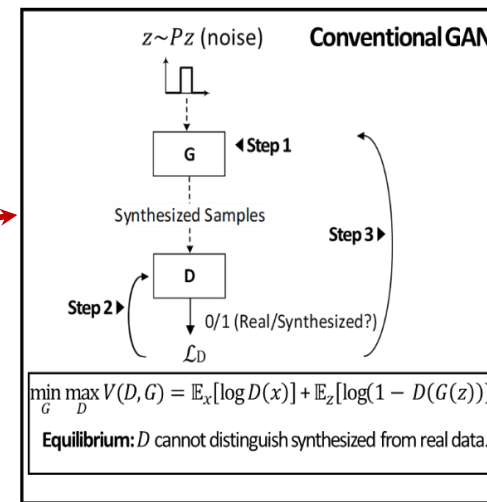 z~Pz (noise)
Conventional GAN
G
◀Step 1
Synthesized Samples
Step 3▶
D
Step 2▶
0/1 (Real/Synthesized?)
ℒD
min G max D V(D, G) = 𝔼x[log D(x)] + 𝔼z[log(1 − D(G(z))]
Equilibrium: D cannot distinguish synthesized from real data.